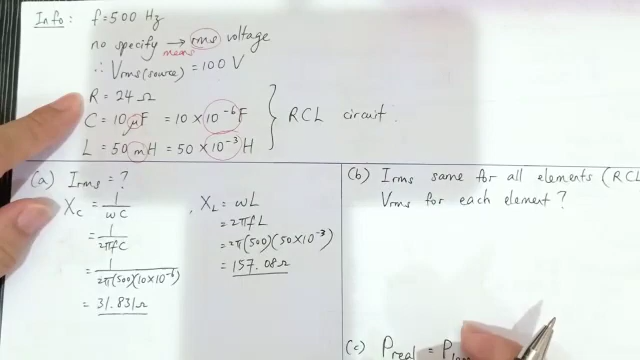 Info: f = 500 Hz
no specify → rms voltage
means
∴ Vrms(source) = 100 V
R = 24 Ω
C = 10 μF = 10 × 10⁻⁶ F
L = 50 mH = 50 × 10⁻³ H
} RCL circuit.
(a) Irms = ?
X_C = 1/ωC
= 1/2πfC
= 1/2π(500)(10×10⁻⁶)
= 31.831 Ω
X_L = ωL
= 2πfL
= 2π(500)(50×10⁻³)
= 157.08 Ω
(b) Irms same for all elements (RCL
Vrms for each element?
(c) Preal =